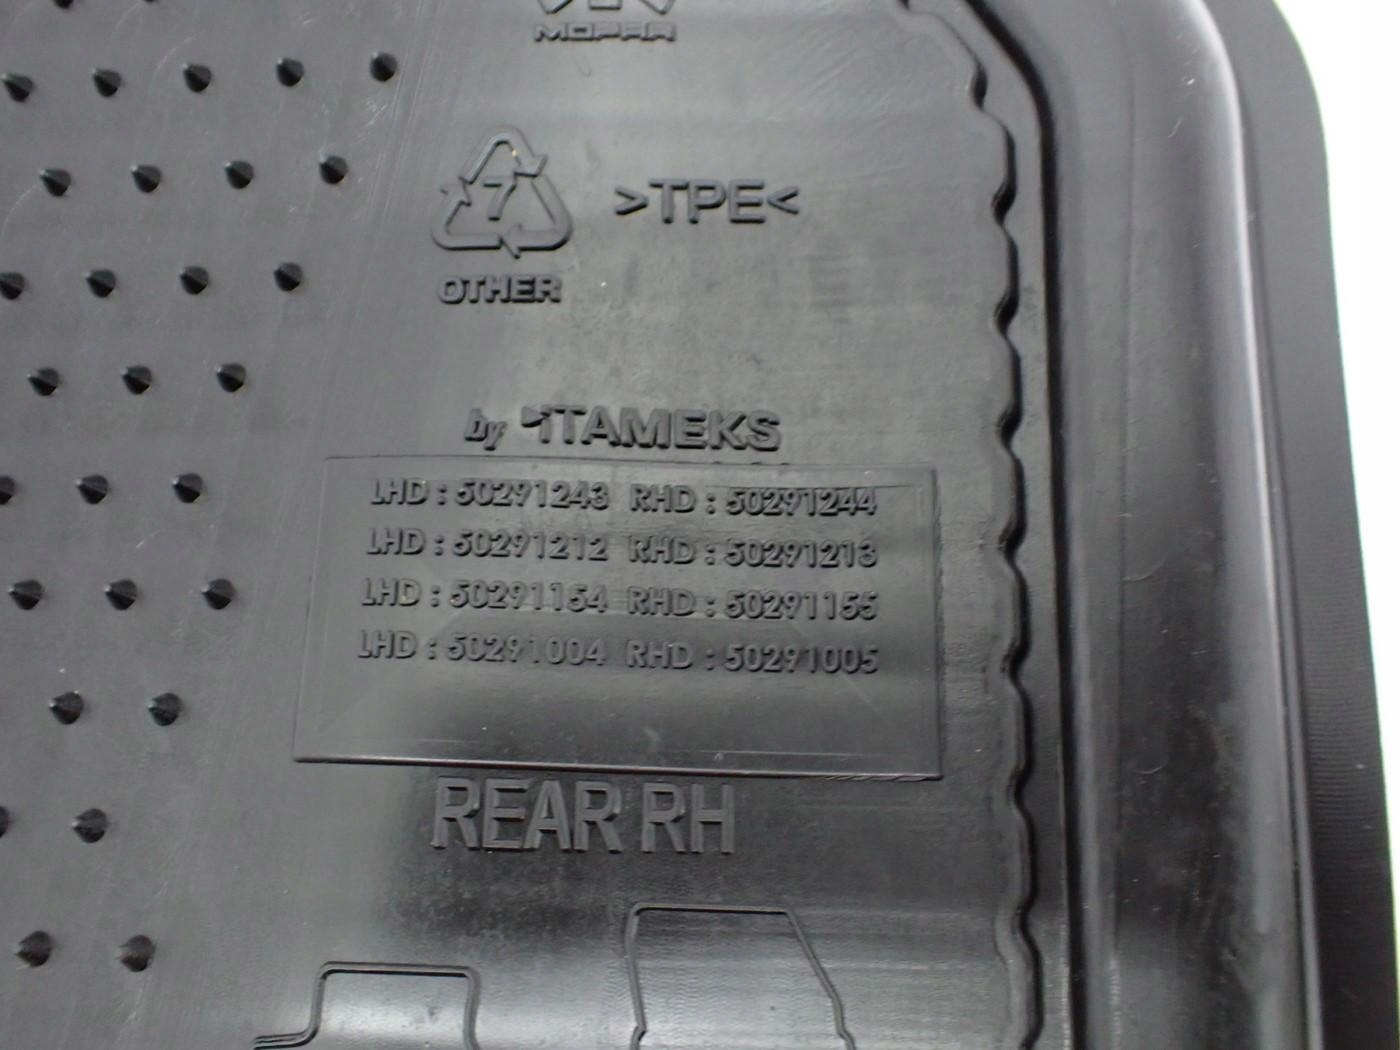 MOPAR
7
>TPE<
OTHER
by iTAMEKS
LHD : 50291243 RHD : 50291244
LHD : 50291212 RHD : 50291213
LHD : 50291154 RHD : 50291155
LHD : 50291004 RHD : 50291005
REAR RH